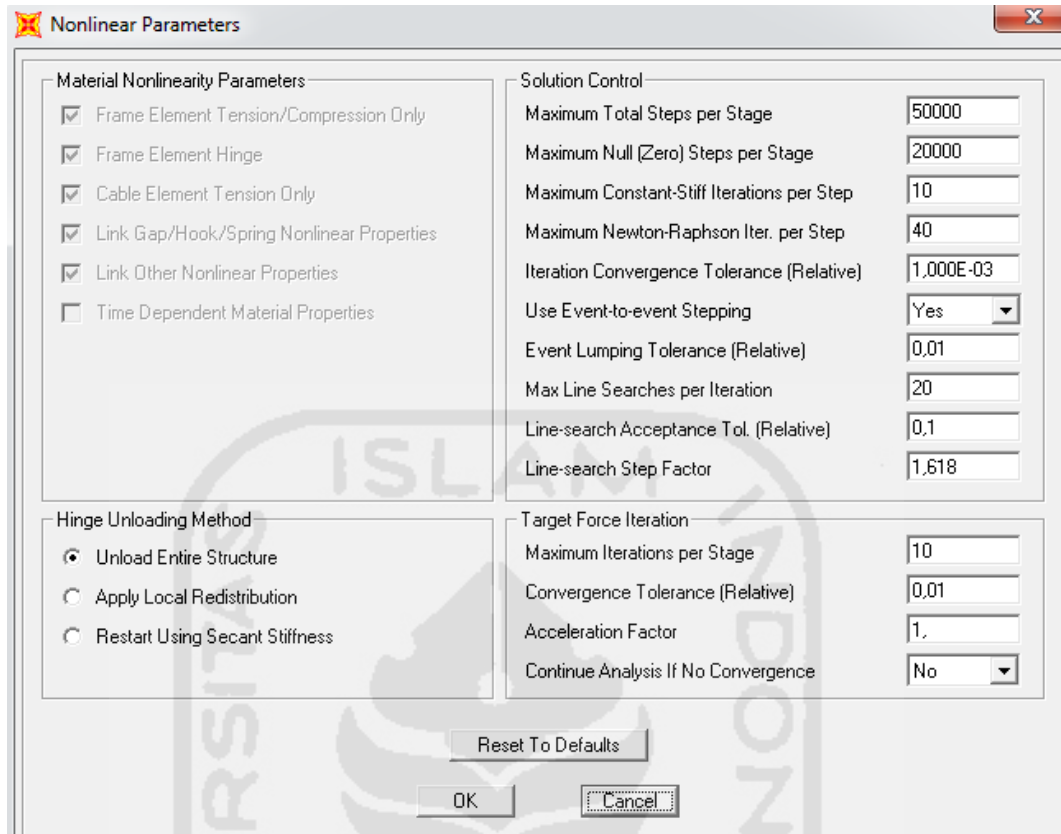 Nonlinear Parameters
Material Nonlinearity Parameters
Frame Element Tension/Compression Only
Frame Element Hinge
Cable Element Tension Only
Link Gap/Hook/Spring Nonlinear Properties
Link Other Nonlinear Properties
Time Dependent Material Properties
Solution Control
Maximum Total Steps per Stage 50000
Maximum Null (Zero) Steps per Stage 20000
Maximum Constant-Stiff Iterations per Step 10
Maximum Newton-Raphson Iter. per Step 40
Iteration Convergence Tolerance (Relative) 1,000E-03
Use Event-to-event Stepping Yes
Event Lumping Tolerance (Relative) 0,01
Max Line Searches per Iteration 20
Line-search Acceptance Tol. (Relative) 0,1
Line-search Step Factor 1,618
Hinge Unloading Method
Unload Entire Structure
Apply Local Redistribution
Restart Using Secant Stiffness
Target Force Iteration
Maximum Iterations per Stage 10
Convergence Tolerance (Relative) 0,01
Acceleration Factor 1,
Continue Analysis If No Convergence No
Reset To Defaults
OK Cancel
ISLAM
RSITAS
INDON